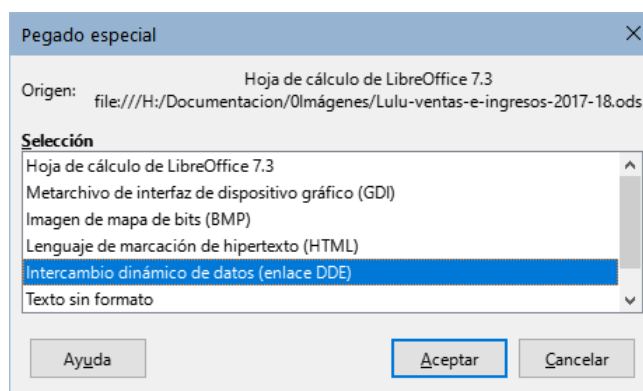 Pegado especial
Origen:
Hoja de cálculo de LibreOffice 7.3
file:///H:/Documentacion/0Imágenes/Lulu-ventas-e-ingresos-2017-18.ods
Selección
Hoja de cálculo de LibreOffice 7.3
Metarchivo de interfaz de dispositivo gráfico (GDI)
Imagen de mapa de bits (BMP)
Lenguaje de marcación de hipertexto (HTML)
Intercambio dinámico de datos (enlace DDE)
Texto sin formato
Ayuda Aceptar Cancelar